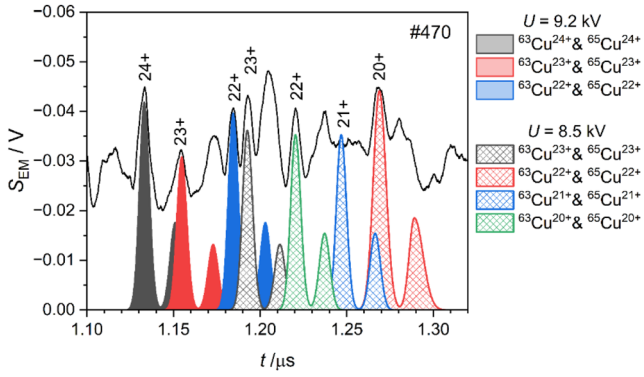 #470
U = 9.2 kV
⁶³Cu²⁴⁺& ⁶⁵Cu²⁴⁺
⁶³Cu²³⁺& ⁶⁵Cu²³⁺
⁶³Cu²²⁺& ⁶⁵Cu²²⁺
U = 8.5 kV
⁶³Cu²³⁺& ⁶⁵Cu²³⁺
⁶³Cu²²⁺& ⁶⁵Cu²²⁺
⁶³Cu²¹⁺& ⁶⁵Cu²¹⁺
⁶³Cu²⁰⁺& ⁶⁵Cu²⁰⁺
24+
23+
22+
23+
22+
21+
20+
S_EM / V
−0.06
−0.05
−0.04
−0.03
−0.02
−0.01
0.00
1.10 1.15 1.20 1.25 1.30
t /µs